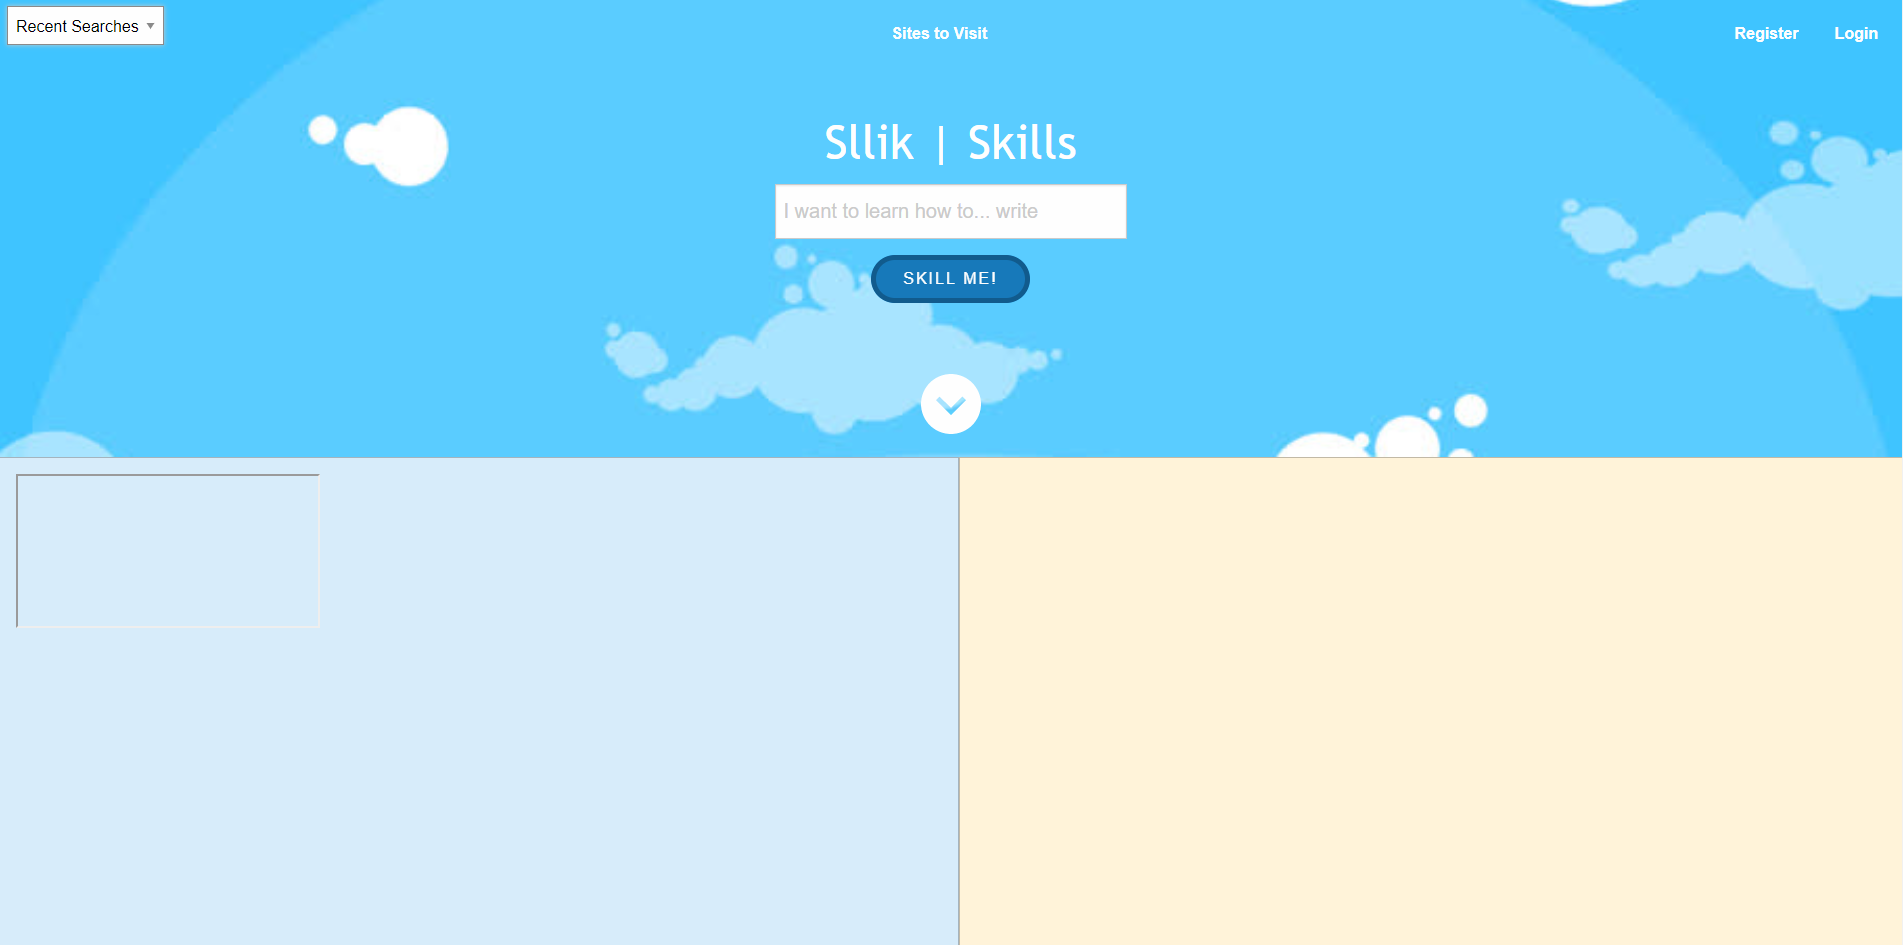 Recent Searches
Sites to Visit
Register
Login
Sllik | Skills
I want to learn how to... write
SKILL ME!